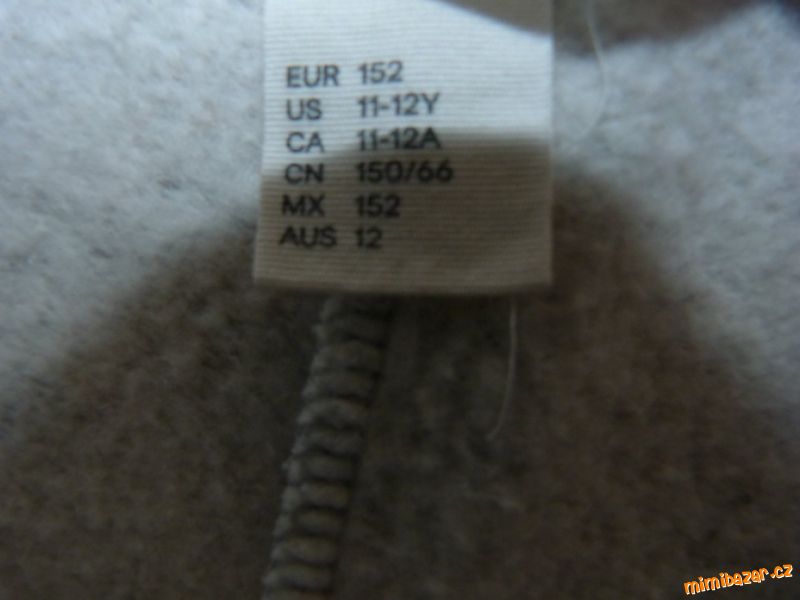 EUR 152
US 11-12Y
CA 11-12A
CN 150/66
MX 152
AUS 12
mimibazar.cz